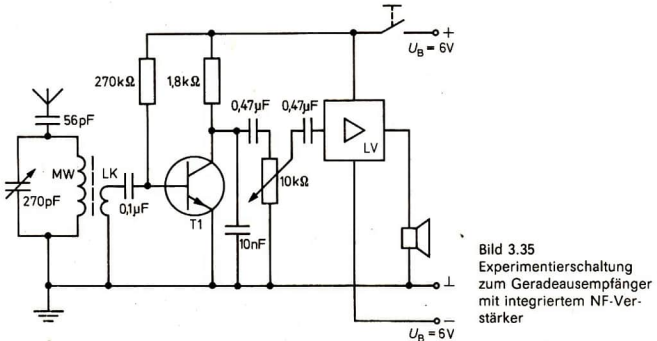 270kΩ
1,8kΩ
+
U_B = 6V
56pF
0,47µF
0,47µF
MW
LK
LV
270pF
0,1µF
T1
10kΩ
10nF
⊥
−
U_B = 6V
Bild 3.35
Experimentierschaltung
zum Geradeausempfänger
mit integriertem NF-Ver-
stärker